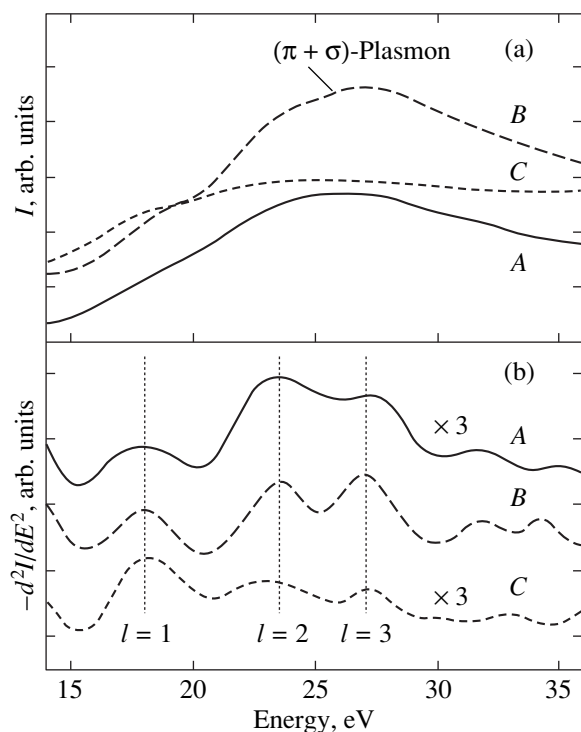 (π + σ)-Plasmon
(a)
B
C
A
I, arb. units
(b)
× 3
A
B
× 3
C
–d²I/dE², arb. units
l = 1 l = 2 l = 3
15 20 25 30 35
Energy, eV